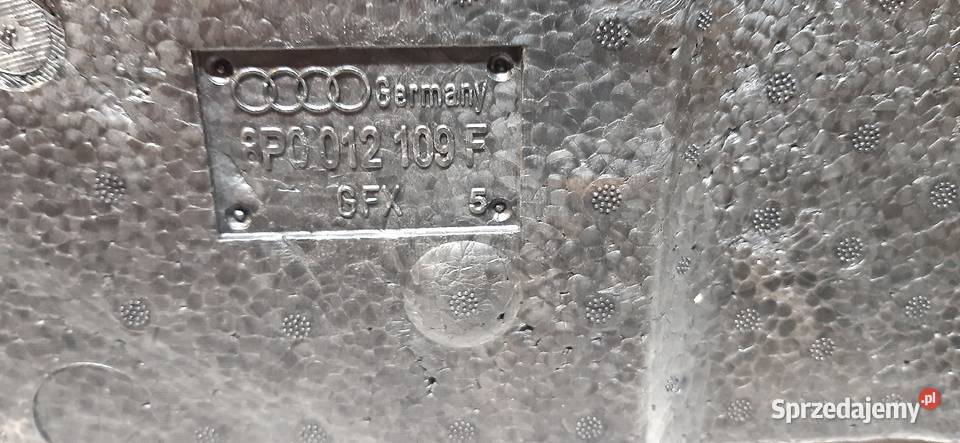 Germany
8P0 012 109 F
GFX 5
Sprzedajemy.pl